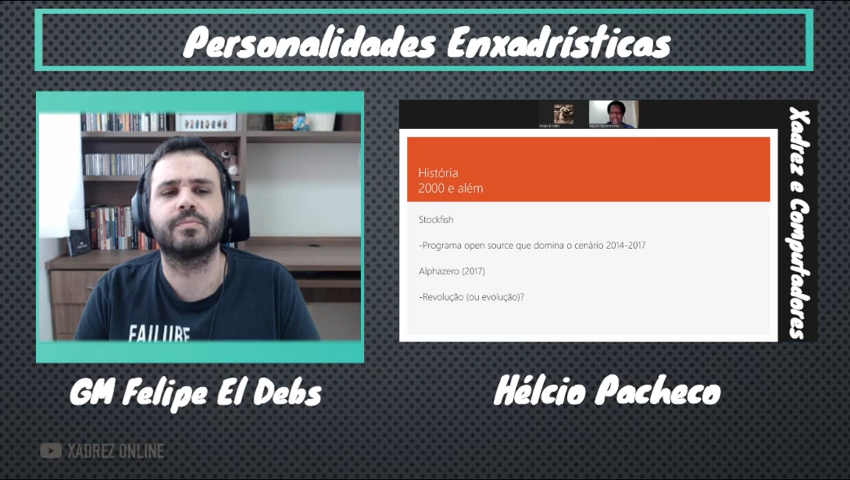 Personalidades Enxadrísticas
História
2000 e além
Stockfish
-Programa open source que domina o cenário 2014-2017
Alphazero (2017)
-Revolução (ou evolução)?
Xadrez e Computadores
FAILURE
GM Felipe El Debs
Hélcio Pacheco
XADREZ ONLINE